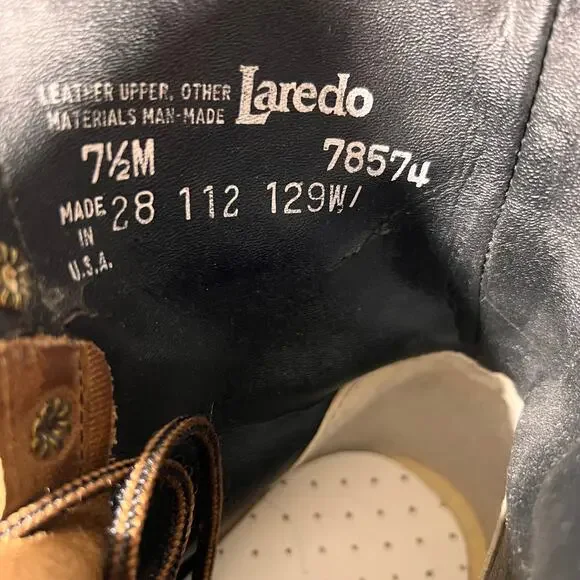 LEATHER UPPER, OTHER
MATERIALS MAN-MADE
Laredo
7½M 78574
MADE IN U.S.A.
28 112 129W/